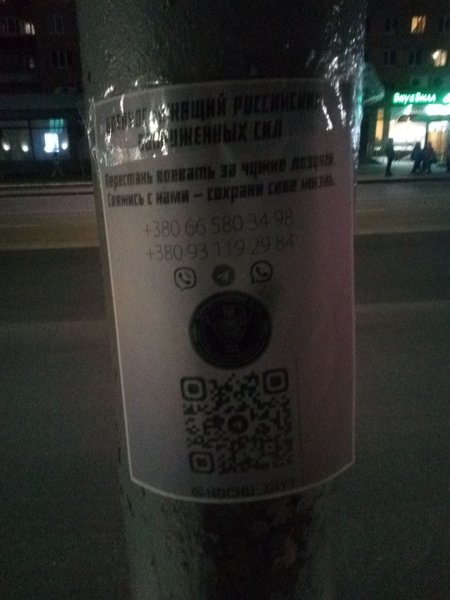 РОССИЙСКИХ
СИЛ
Перестань воевать за чужие лозунги.
Свяжись с нами – сохрани себе жизнь.
+380 66 580 34 98
+380 93 119 29 84
ВкусВилл